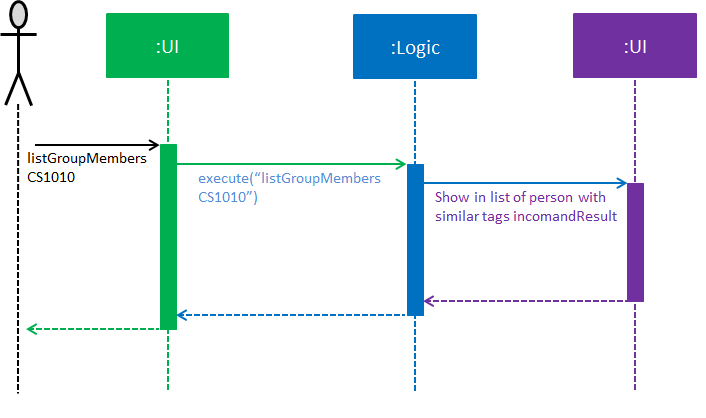 :UI
:Logic
:UI
listGroupMembers
CS1010
execute(“listGroupMembers
CS1010”)
Show in list of person with
similar tags incomandResult